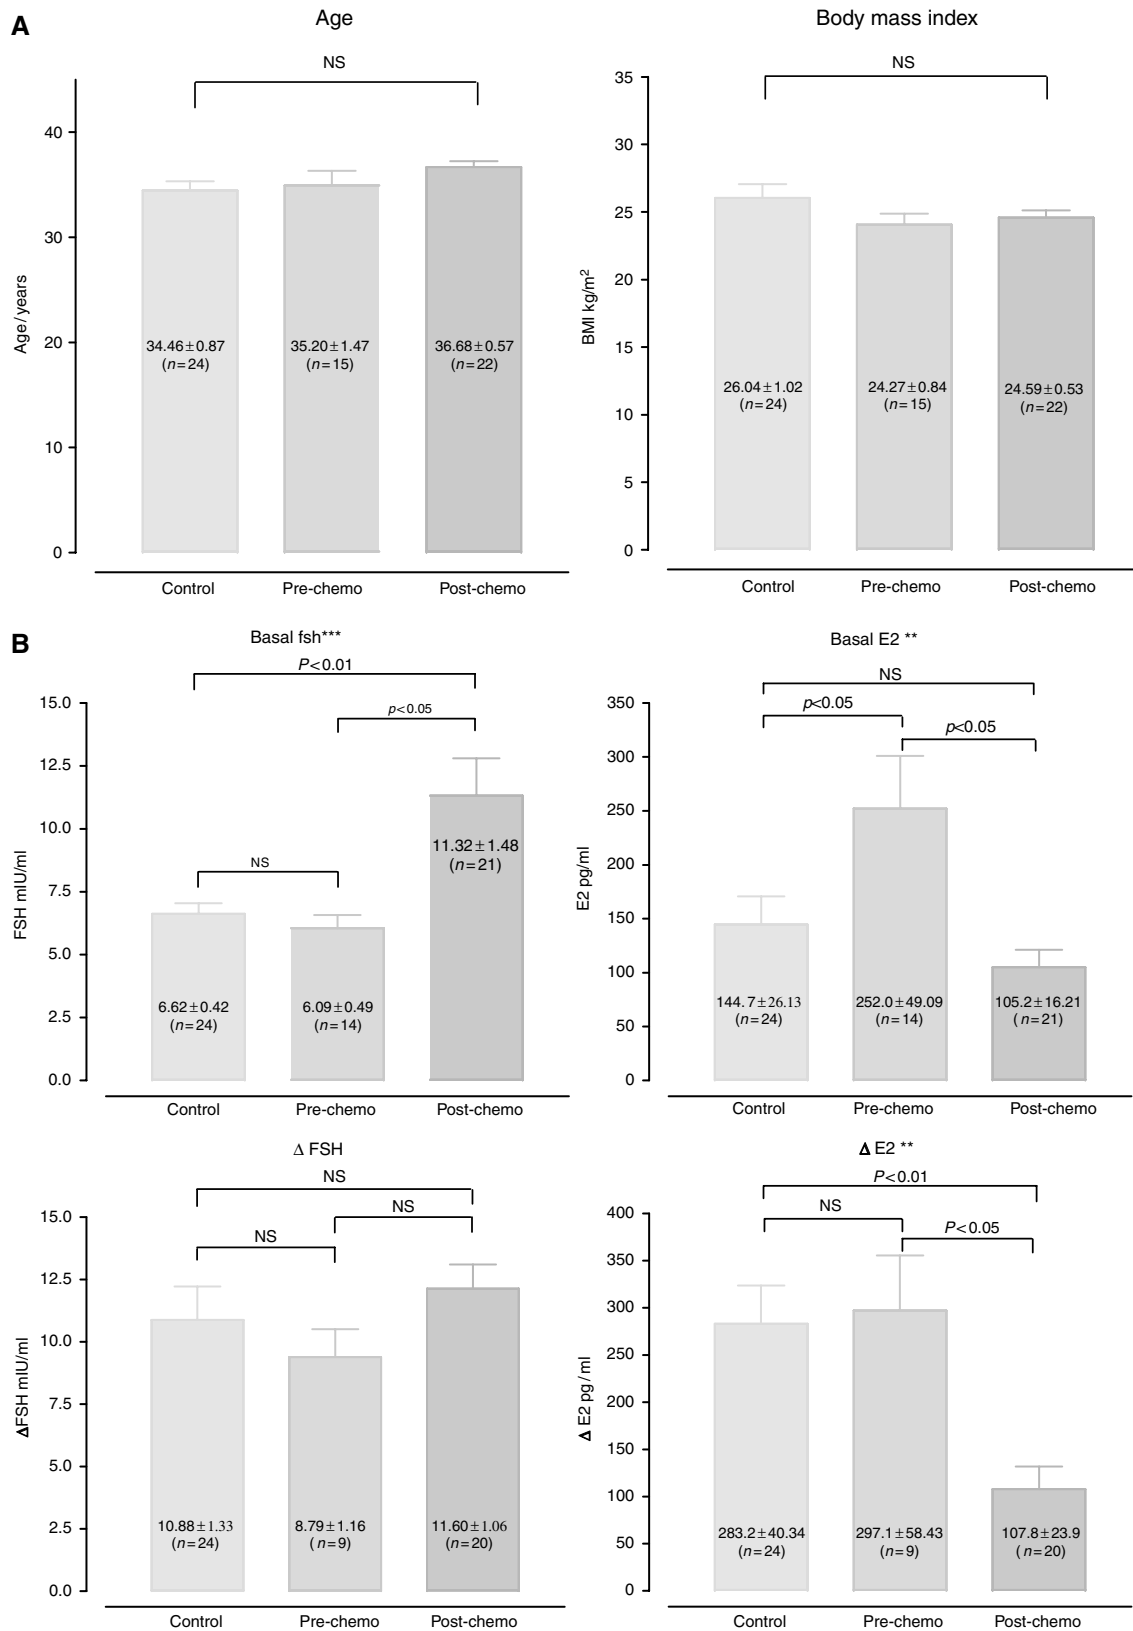 A
Age
NS
Age/years
40
30
20
10
0
34.46±0.87
(n=24)
35.20±1.47
(n=15)
36.68±0.57
(n=22)
Control
Pre-chemo
Post-chemo
Body mass index
NS
BMI kg/m²
35
30
25
20
15
10
5
0
26.04±1.02
(n=24)
24.27±0.84
(n=15)
24.59±0.53
(n=22)
Control
Pre-chemo
Post-chemo
B
Basal fsh***
P<0.01
p<0.05
NS
FSH mIU/ml
15.0
12.5
10.0
7.5
5.0
2.5
0.0
6.62±0.42
(n=24)
6.09±0.49
(n=14)
11.32±1.48
(n=21)
Control
Pre-chemo
Post-chemo
Basal E2 **
NS
p<0.05
p<0.05
E2 pg/ml
350
300
250
200
150
100
50
0
144.7±26.13
(n=24)
252.0±49.09
(n=14)
105.2±16.21
(n=21)
Control
Pre-chemo
Post-chemo
Δ FSH
NS
NS
NS
ΔFSH mIU/ml
15.0
12.5
10.0
7.5
5.0
2.5
0.0
10.88±1.33
(n=24)
8.79±1.16
(n=9)
11.60±1.06
(n=20)
Control
Pre-chemo
Post-chemo
Δ E2 **
P<0.01
NS
P<0.05
Δ E2 pg/ml
400
350
300
250
200
150
100
50
0
283.2±40.34
(n=24)
297.1±58.43
(n=9)
107.8±23.9
(n=20)
Control
Pre-chemo
Post-chemo